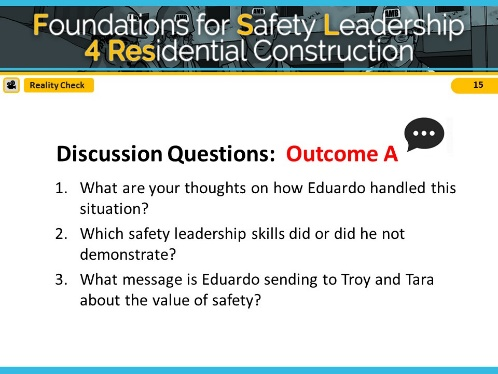 Foundations for Safety Leadership
4 Residential Construction
Reality Check
15
Discussion Questions: Outcome A
1. What are your thoughts on how Eduardo handled this
situation?
2. Which safety leadership skills did or did he not
demonstrate?
3. What message is Eduardo sending to Troy and Tara
about the value of safety?